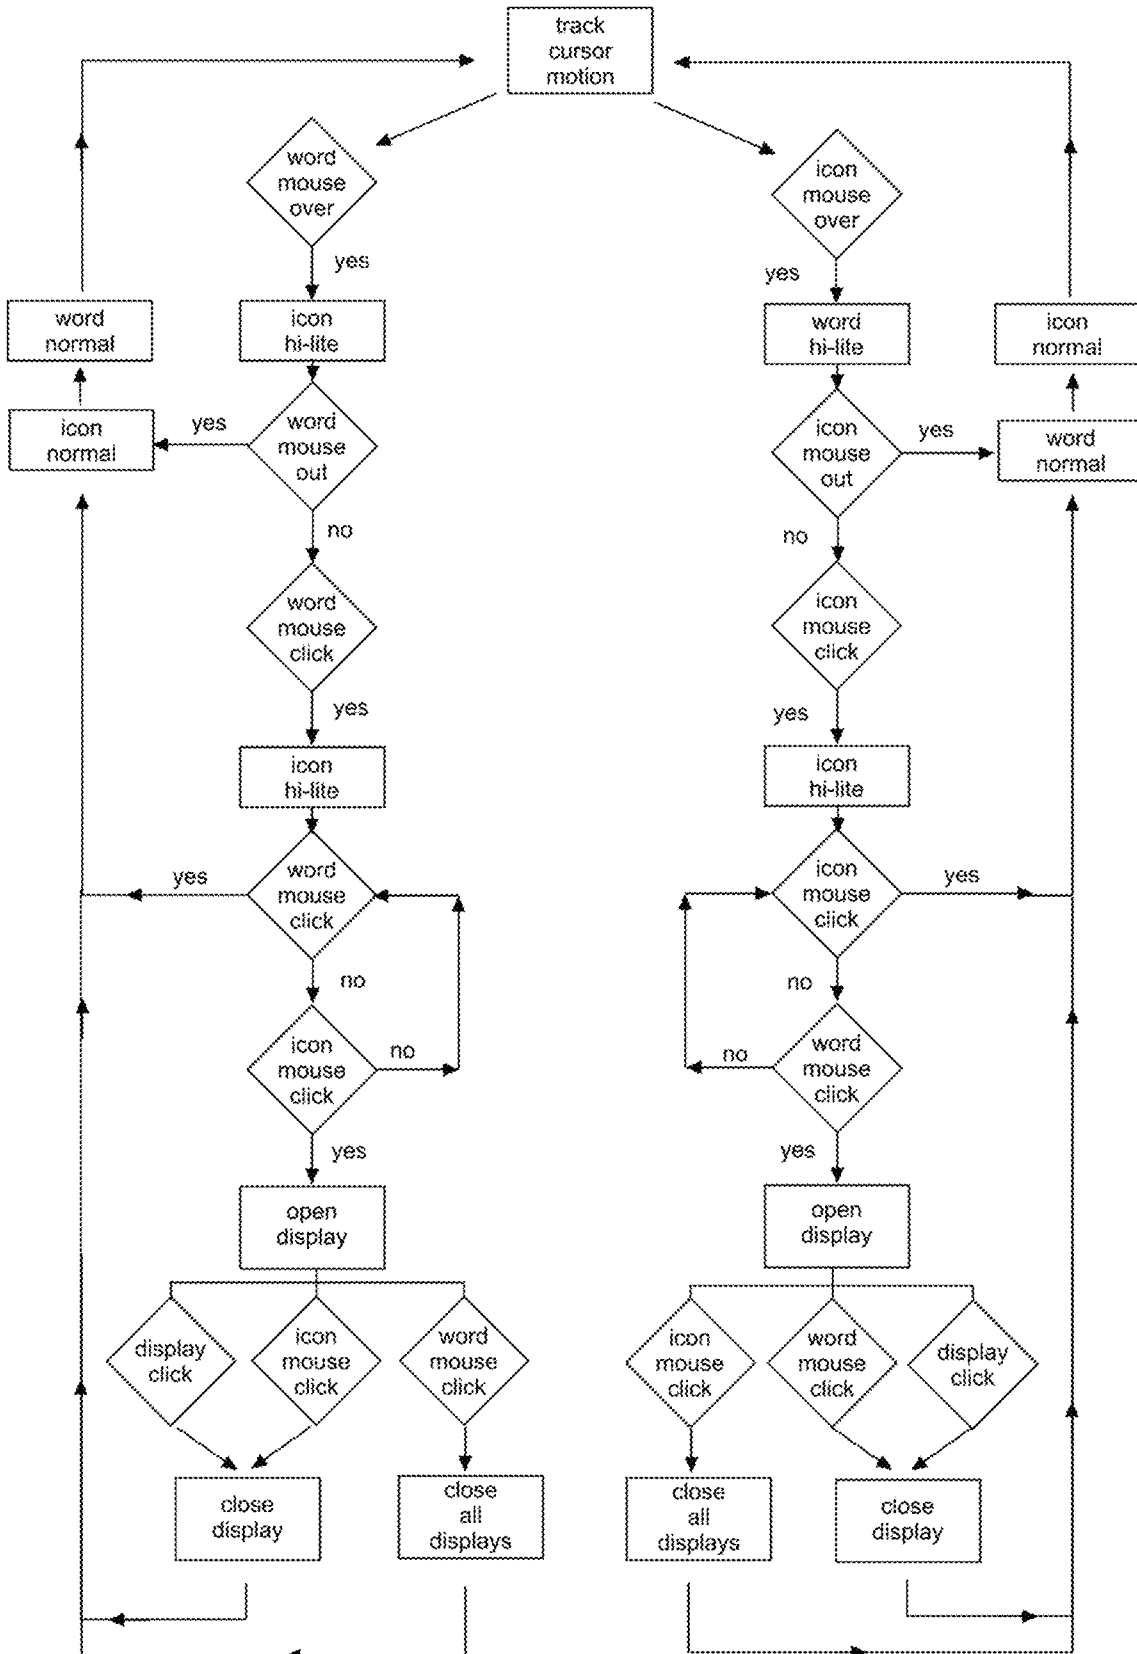 track
cursor
motion
word
mouse
over
icon
mouse
over
yes
yes
word
normal
icon
hi-lite
word
hi-lite
icon
normal
icon
normal
yes
word
mouse
out
icon
mouse
out
yes
word
normal
no
no
word
mouse
click
icon
mouse
click
yes
yes
icon
hi-lite
icon
hi-lite
yes
word
mouse
click
icon
mouse
click
yes
no
no
icon
mouse
click
no
no
word
mouse
click
yes
yes
open
display
open
display
display
click
icon
mouse
click
word
mouse
click
icon
mouse
click
word
mouse
click
display
click
close
display
close
all
displays
close
all
displays
close
display